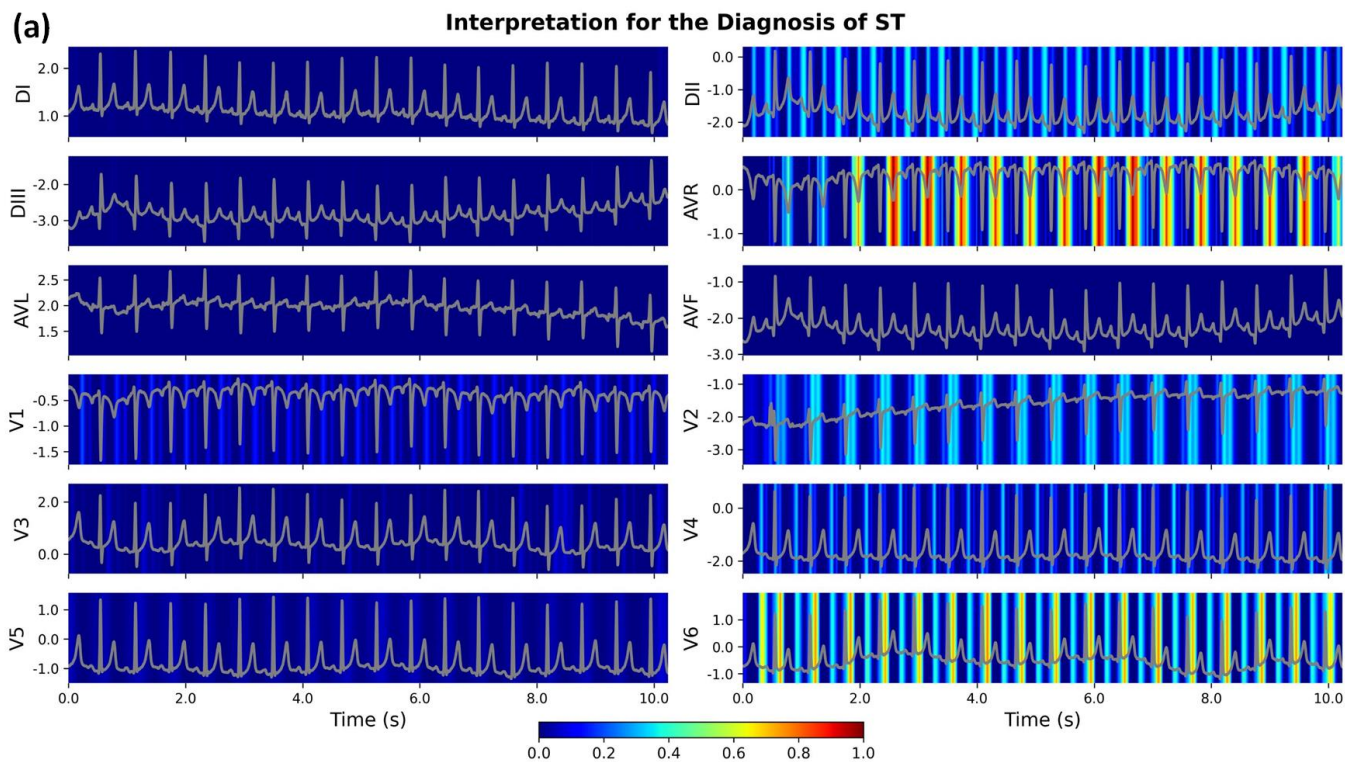 (a)
Interpretation for the Diagnosis of ST
DI
2.0
1.0
DII
0.0
-1.0
-2.0
DIII
-2.0
-3.0
AVR
0.0
-1.0
AVL
2.5
2.0
1.5
AVF
-1.0
-2.0
-3.0
V1
-0.5
-1.0
-1.5
V2
-1.0
-2.0
-3.0
V3
2.0
0.0
V4
0.0
-2.0
V5
1.0
0.0
-1.0
V6
1.0
0.0
-1.0
0.0 2.0 4.0 6.0 8.0 10.0
0.0 2.0 4.0 6.0 8.0 10.0
Time (s)
Time (s)
0.0 0.2 0.4 0.6 0.8 1.0